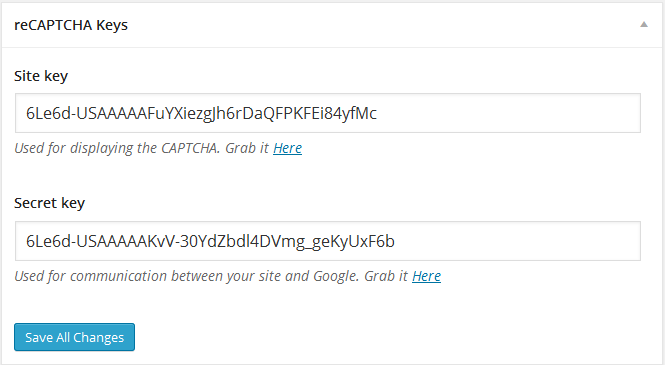 reCAPTCHA Keys
Site key
6Le6d-USAAAAAFuYXiezgJh6rDaQFPKFEi84yfMc
Used for displaying the CAPTCHA. Grab it Here
Secret key
6Le6d-USAAAAAKvV-30YdZbdl4DVmg_geKyUxF6b
Used for communication between your site and Google. Grab it Here
Save All Changes